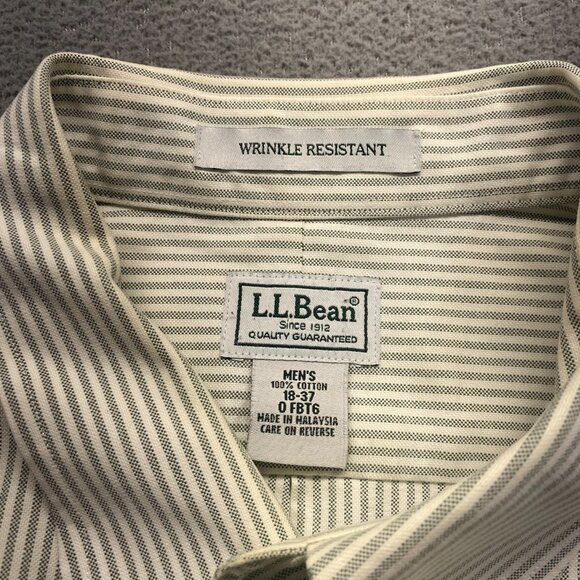 WRINKLE RESISTANT
L.L.Bean®
Since 1912
QUALITY GUARANTEED
MEN'S
100% COTTON
18-37
0 FBT6
MADE IN MALAYSIA
CARE ON REVERSE